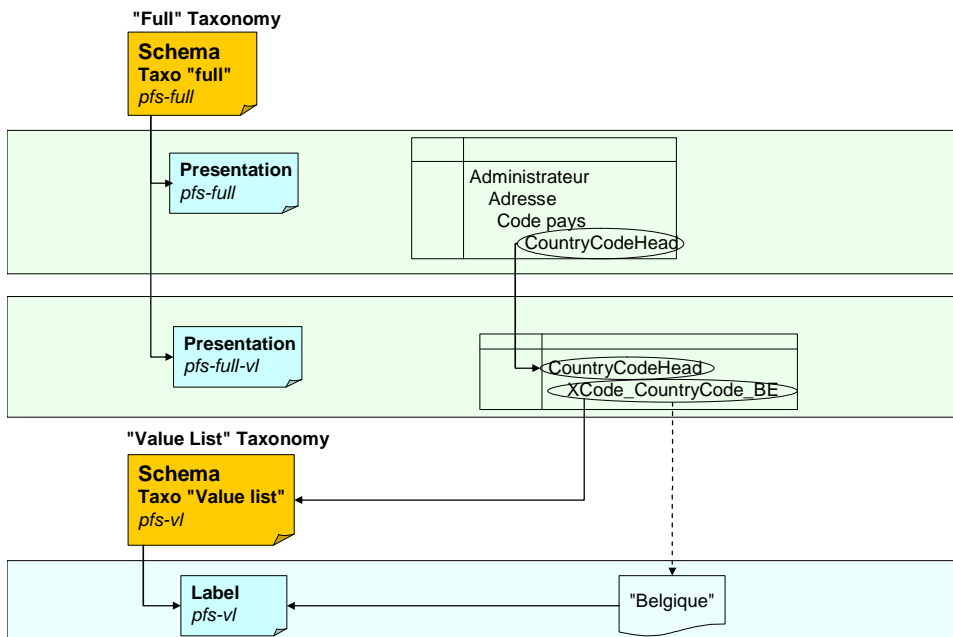 "Full" Taxonomy
Schema
Taxo "full"
pfs-full
Presentation
pfs-full
Administrateur
Adresse
Code pays
CountryCodeHead
Presentation
pfs-full-vl
CountryCodeHead
XCode_CountryCode_BE
"Value List" Taxonomy
Schema
Taxo "Value list"
pfs-vl
Label
pfs-vl
"Belgique"